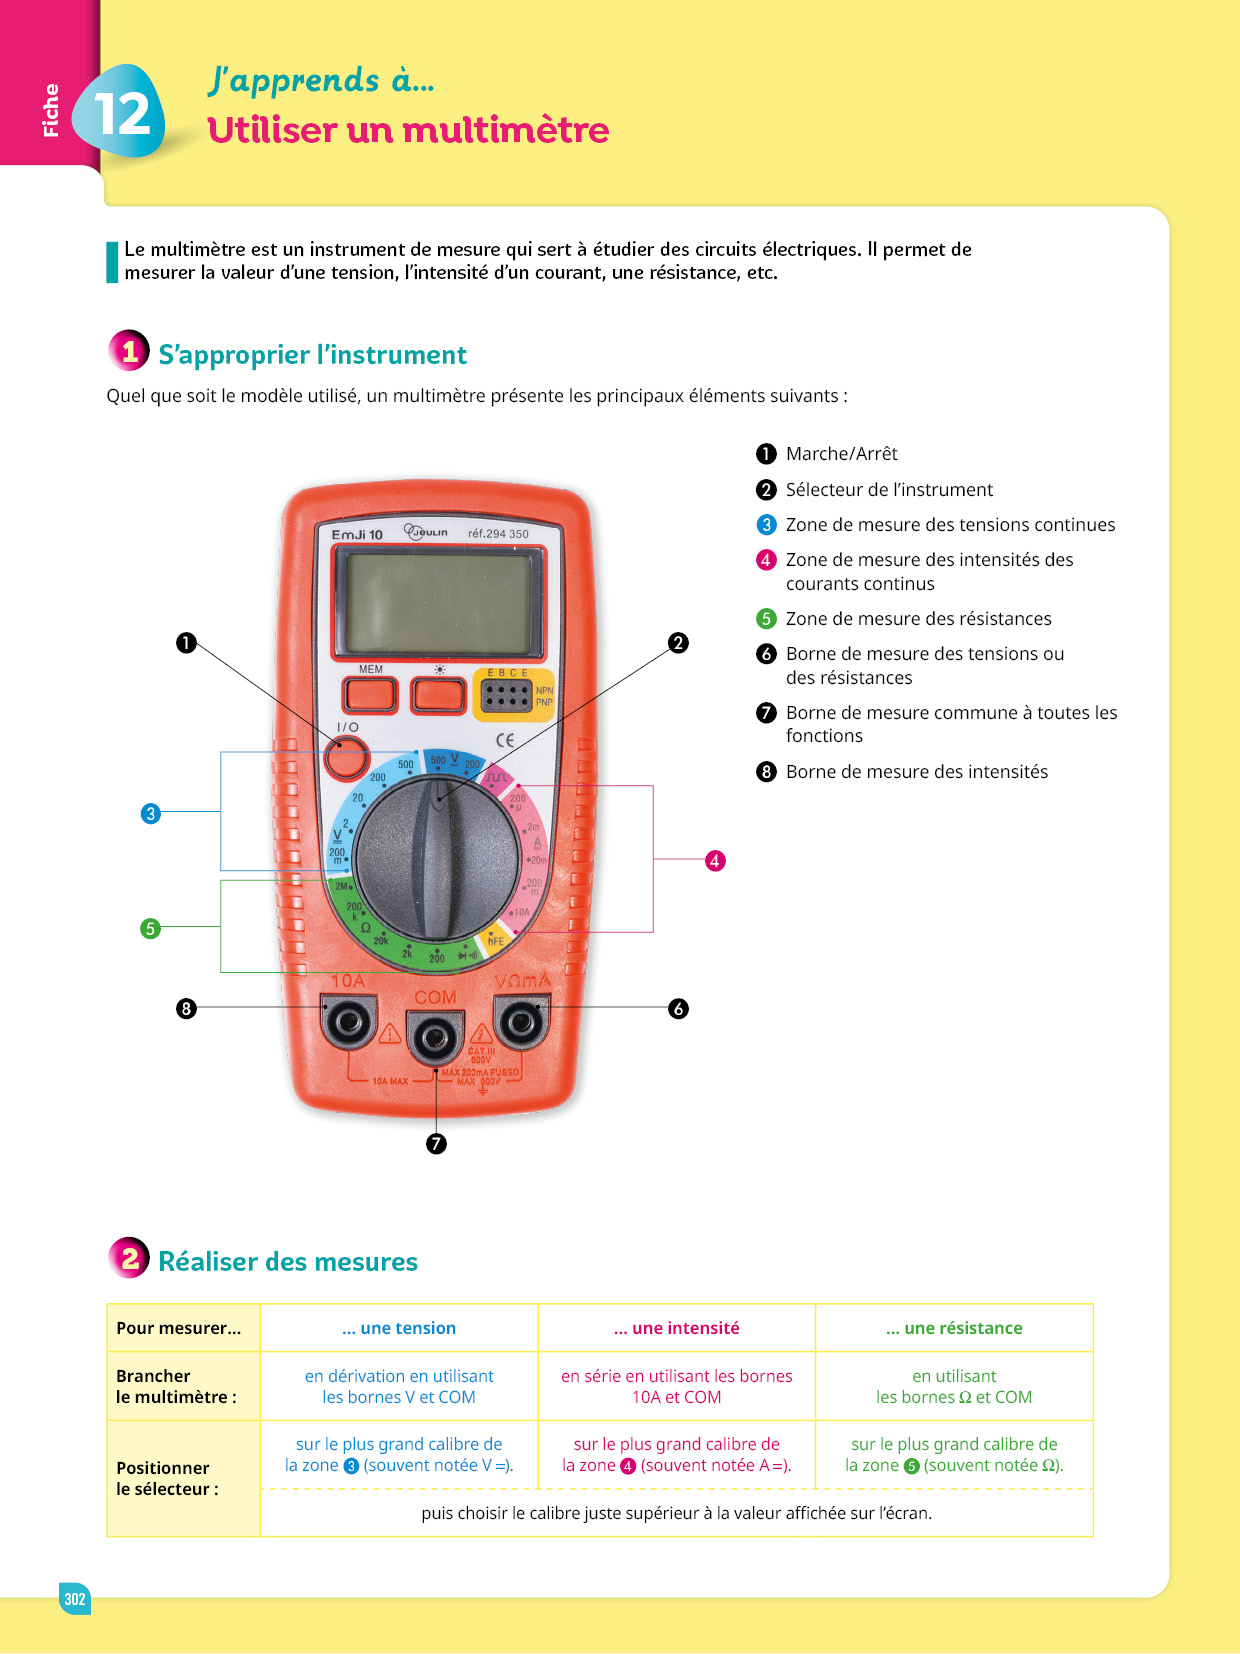 Fiche
12
J'apprends à...
Utiliser un multimètre
Le multimètre est un instrument de mesure qui sert à étudier des circuits électriques. Il permet de
mesurer la valeur d'une tension, l'intensité d'un courant, une résistance, etc.
1 S'approprier l'instrument
Quel que soit le modèle utilisé, un multimètre présente les principaux éléments suivants :
1 Marche/Arrêt
2 Sélecteur de l'instrument
3 Zone de mesure des tensions continues
4 Zone de mesure des intensités des
courants continus
5 Zone de mesure des résistances
6 Borne de mesure des tensions ou
des résistances
7 Borne de mesure commune à toutes les
fonctions
8 Borne de mesure des intensités
EmJi 10 JEULIN réf.294 350
1
2
MEM
E B C E
NPN
PNP
I/O
CE
500 V 200
500
200
20
2
V
200
m
200
µ
2m
A
20m
200
m
10A
hFE
2M
200
k
Ω
20k
2k
200
3
4
5
10A
COM
VΩmA
8
6
CAT.III
600V
10A MAX
MAX 200mA FUSED
MAX 600V
7
2 Réaliser des mesures
Pour mesurer... ... une tension ... une intensité ... une résistance
Brancher
le multimètre :
en dérivation en utilisant
les bornes V et COM
en série en utilisant les bornes
10A et COM
en utilisant
les bornes Ω et COM
Positionner
le sélecteur :
sur le plus grand calibre de
la zone 3 (souvent notée V =).
sur le plus grand calibre de
la zone 4 (souvent notée A =).
sur le plus grand calibre de
la zone 5 (souvent notée Ω).
puis choisir le calibre juste supérieur à la valeur affichée sur l'écran.
302